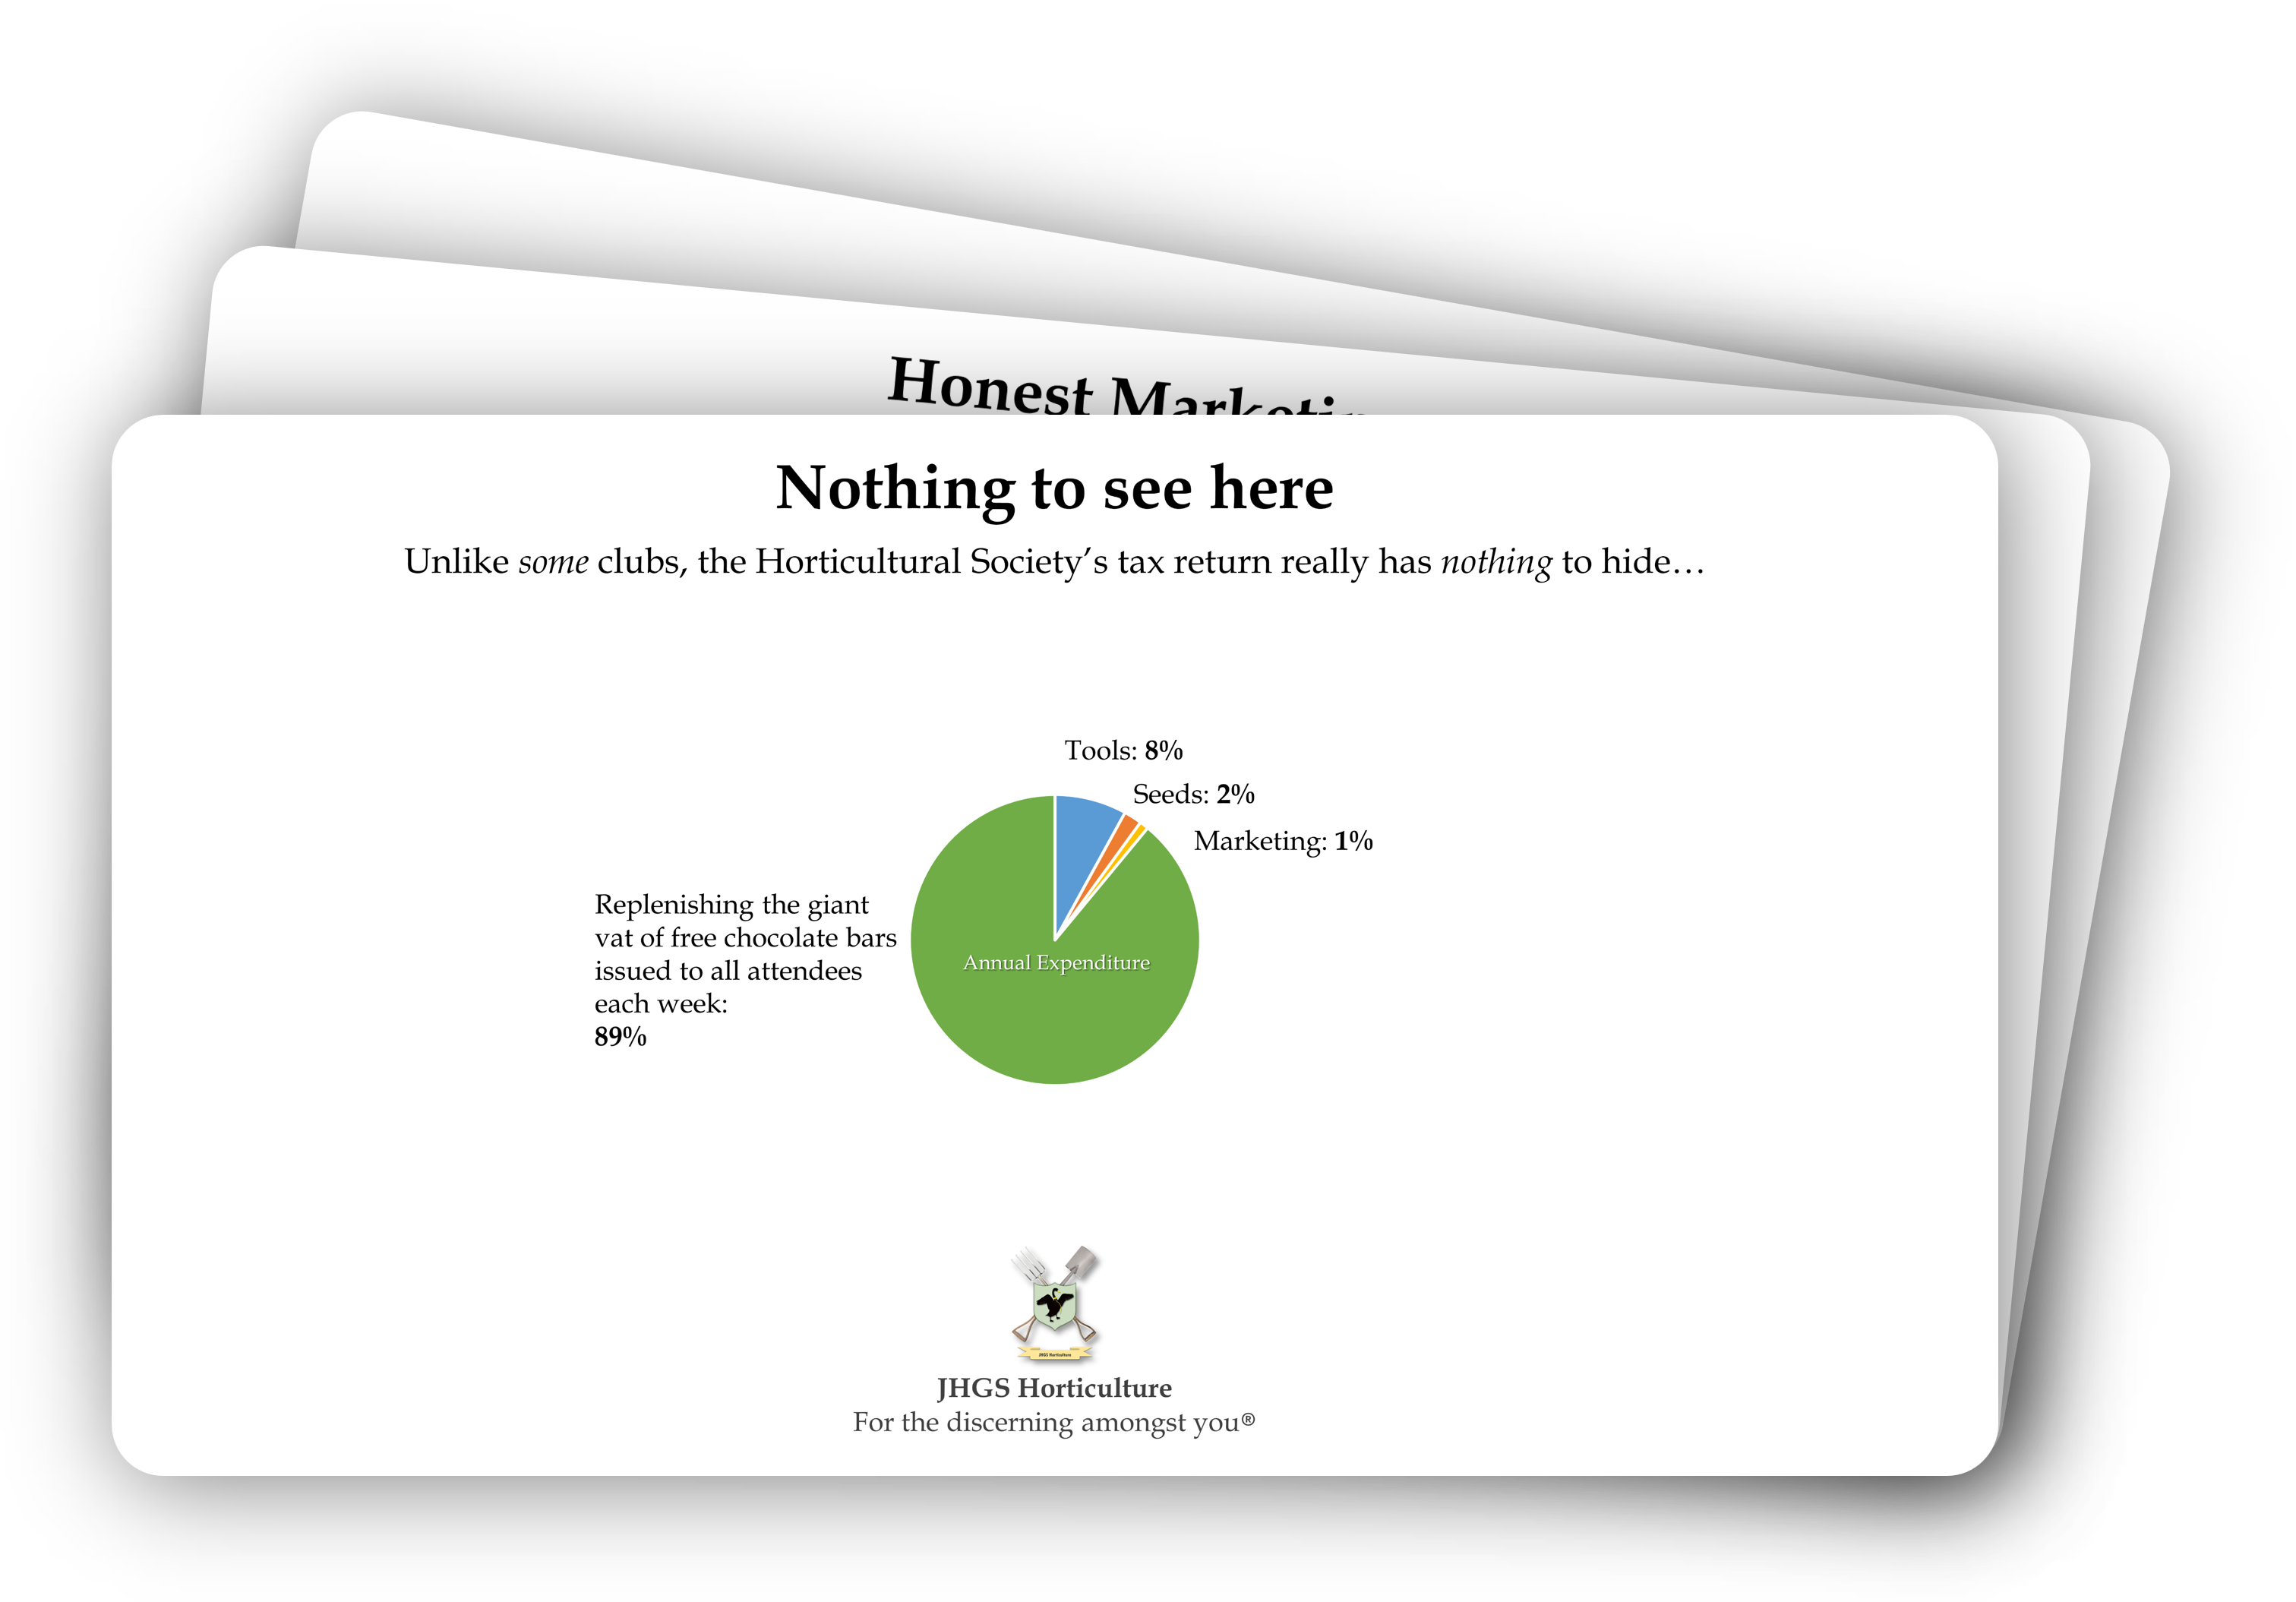 Honest
Nothing to see here
Unlike some clubs, the Horticultural Society’s tax return really has nothing to hide…
Tools: 8%
Seeds: 2%
Marketing: 1%
Replenishing the giant
vat of free chocolate bars
issued to all attendees
each week:
89%
Annual Expenditure
JHGS Horticulture
JHGS Horticulture
For the discerning amongst you®